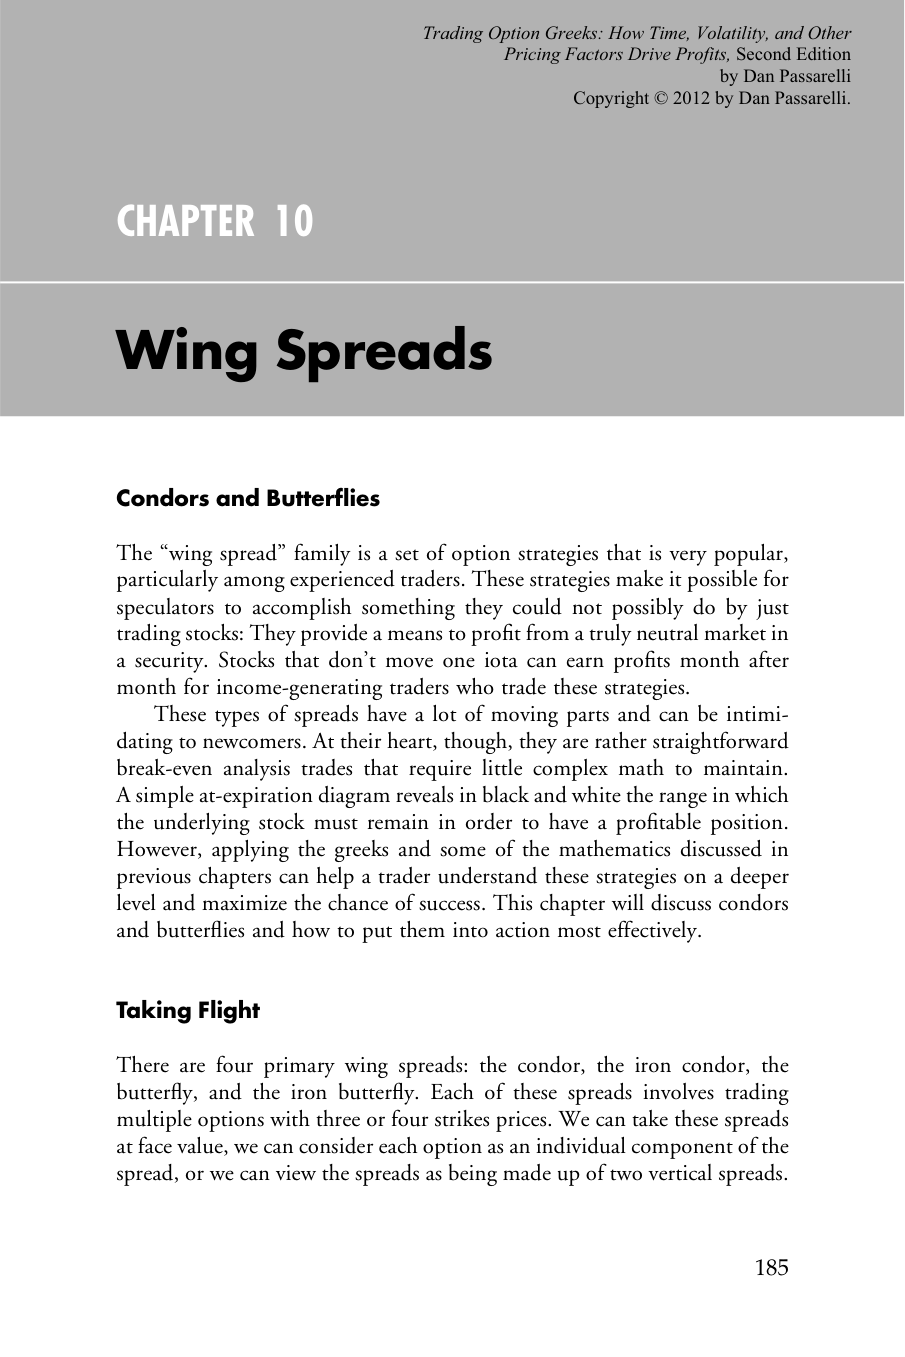 Trading Option Greeks: How Time, Volatility, and Other
Pricing Factors Drive Profits, Second Edition
by Dan Passarelli
Copyright © 2012 by Dan Passarelli.
CHAPTER 10
Wing Spreads
Condors and Butterflies
The “wing spread” family is a set of option strategies that is very popular,
particularly among experienced traders. These strategies make it possible for
speculators to accomplish something they could not possibly do by just
trading stocks: They provide a means to profit from a truly neutral market in
a security. Stocks that don’t move one iota can earn profits month after
month for income-generating traders who trade these strategies.
These types of spreads have a lot of moving parts and can be intimi-
dating to newcomers. At their heart, though, they are rather straightforward
break-even analysis trades that require little complex math to maintain.
A simple at-expiration diagram reveals in black and white the range in which
the underlying stock must remain in order to have a profitable position.
However, applying the greeks and some of the mathematics discussed in
previous chapters can help a trader understand these strategies on a deeper
level and maximize the chance of success. This chapter will discuss condors
and butterflies and how to put them into action most effectively.
Taking Flight
There are four primary wing spreads: the condor, the iron condor, the
butterfly, and the iron butterfly. Each of these spreads involves trading
multiple options with three or four strikes prices. We can take these spreads
at face value, we can consider each option as an individual component of the
spread, or we can view the spreads as being made up of two vertical spreads.
185